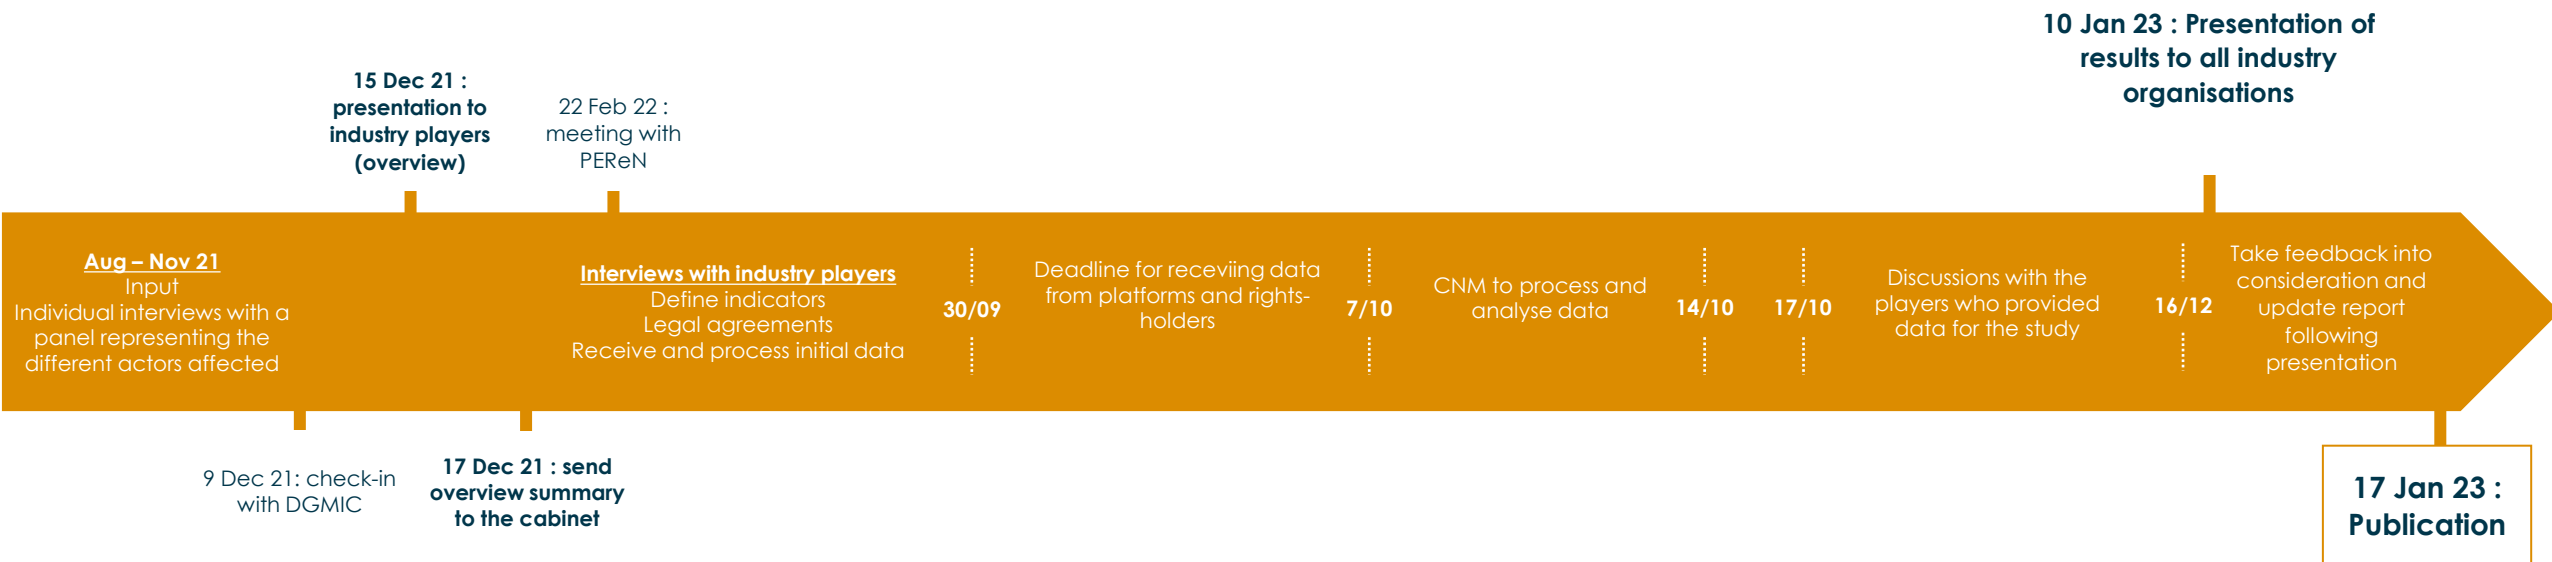 10 Jan 23 : Presentation of
results to all industry
organisations
15 Dec 21 :
presentation to
industry players
(overview)
22 Feb 22 :
meeting with
PEReN
Aug – Nov 21
Input
Individual interviews with a
panel representing the
different actors affected
Interviews with industry players
Define indicators
Legal agreements
Receive and process initial data
30/09
Deadline for receviing data
from platforms and rights-
holders
7/10
CNM to process and
analyse data
14/10
17/10
Discussions with the
players who provided
data for the study
16/12
Take feedback into
consideration and
update report
following
presentation
9 Dec 21: check-in
with DGMIC
17 Dec 21 : send
overview summary
to the cabinet
17 Jan 23 :
Publication